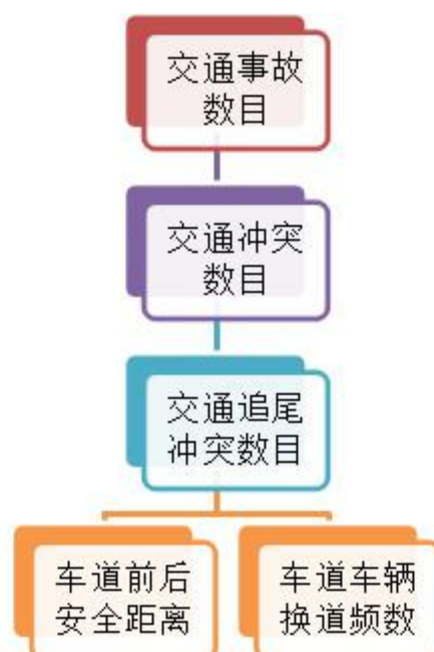 交通事故
数目
交通冲突
数目
交通追尾
冲突数目
车道前后
安全距离
车道车辆
换道频数